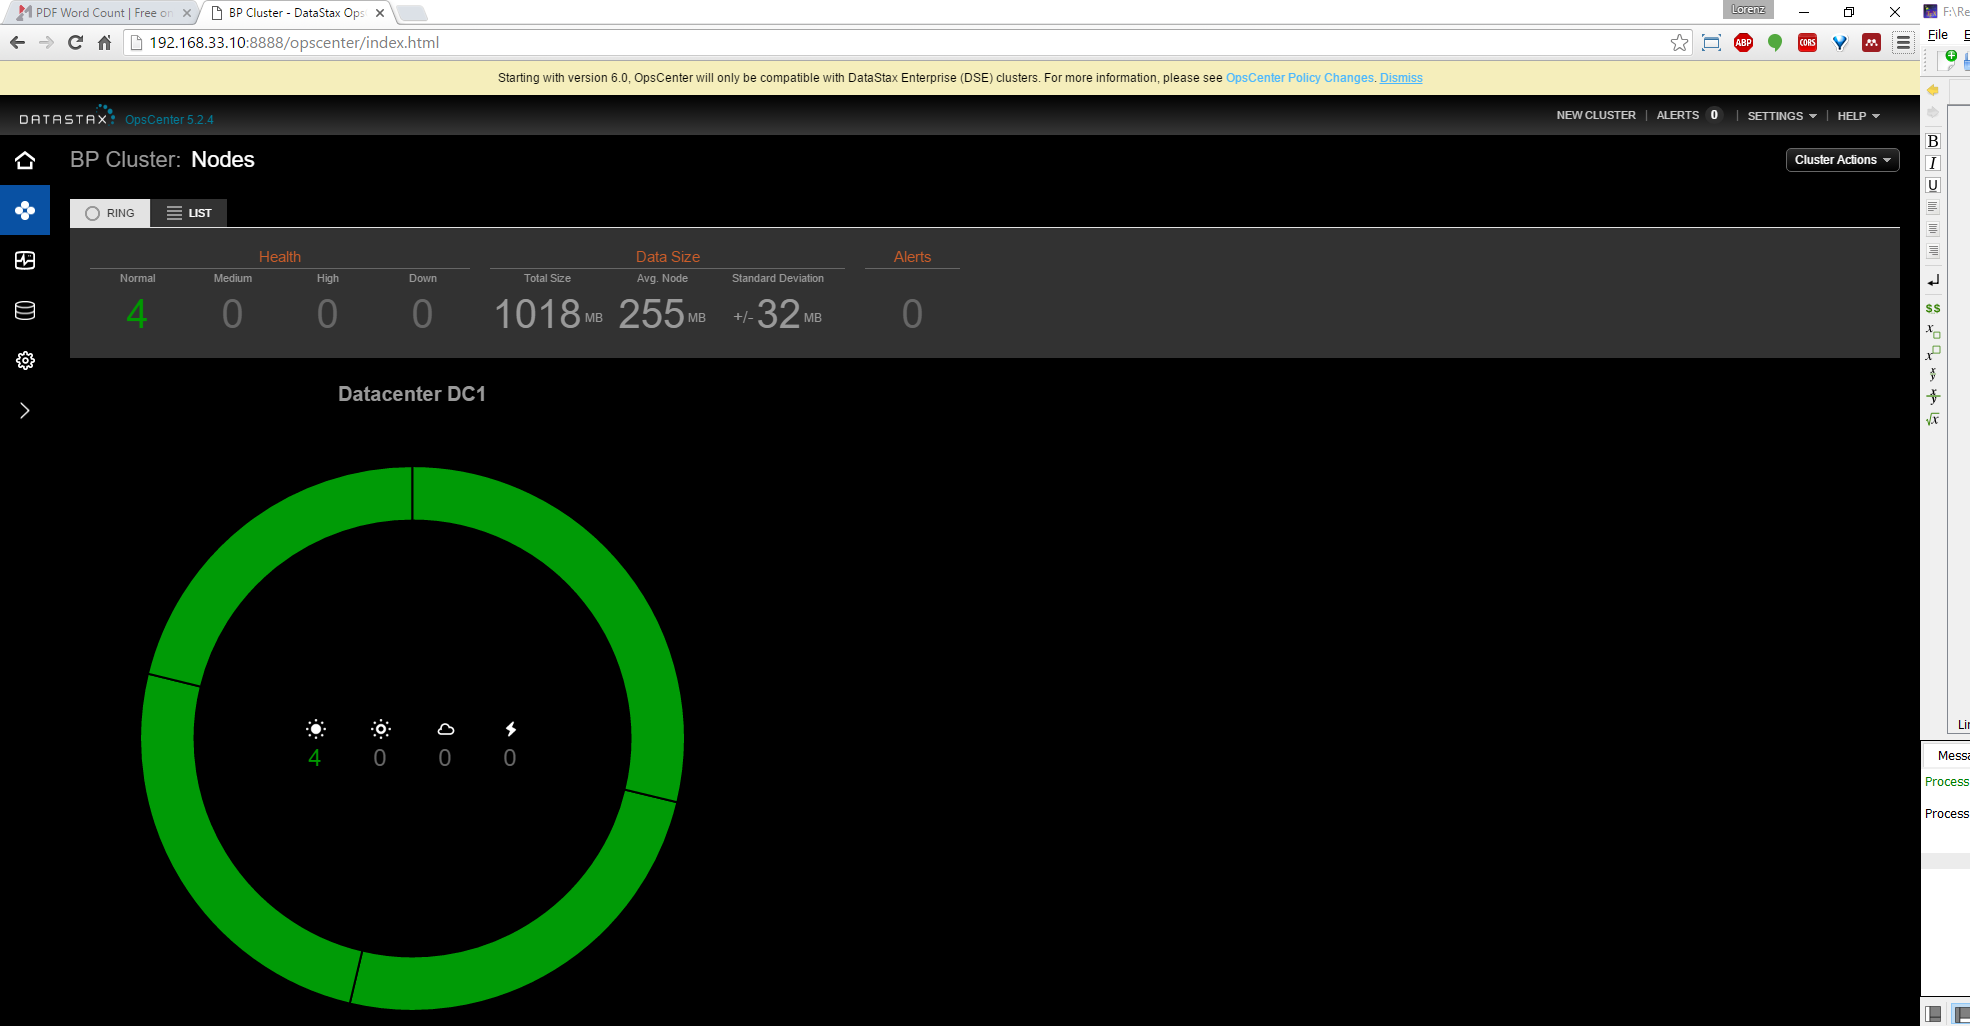 PDF Word Count | Free on
BP Cluster - DataStax Ops
Lorenz
F:\Re
192.168.33.10:8888/opscenter/index.html
ABP
CORS
File
E
Starting with version 6.0, OpsCenter will only be compatible with DataStax Enterprise (DSE) clusters. For more information, please see OpsCenter Policy Changes. Dismiss
DATASTAX OpsCenter 5.2.4
NEW CLUSTER | ALERTS 0 | SETTINGS | HELP
BP Cluster: Nodes
Cluster Actions
RING LIST
Health Data Size Alerts
Normal Medium High Down Total Size Avg. Node Standard Deviation
4 0 0 0 1018 MB 255 MB +/- 32 MB 0
Datacenter DC1
4 0 0 0
B
I
U
$$
x
x
x/y
x/y
√x
Lin
Messa
Process
Process